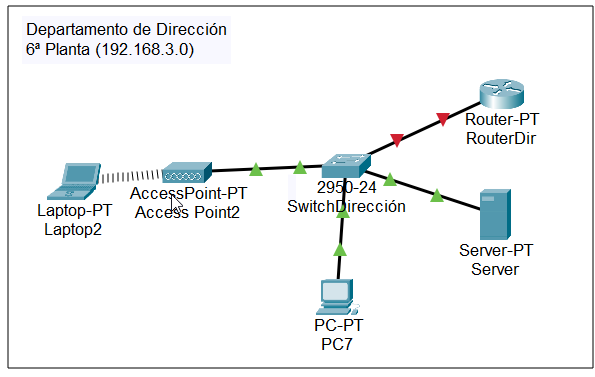 Departamento de Dirección
6ª Planta (192.168.3.0)
Router-PT
RouterDir
2950-24
SwitchDirección
AccessPoint-PT
Access Point2
Laptop-PT
Laptop2
Server-PT
Server
PC-PT
PC7